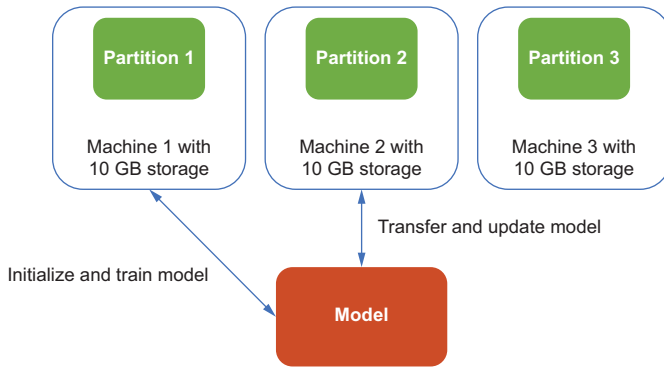 Partition 1
Partition 2
Partition 3
Machine 1 with
10 GB storage
Machine 2 with
10 GB storage
Machine 3 with
10 GB storage
Transfer and update model
Initialize and train model
Model